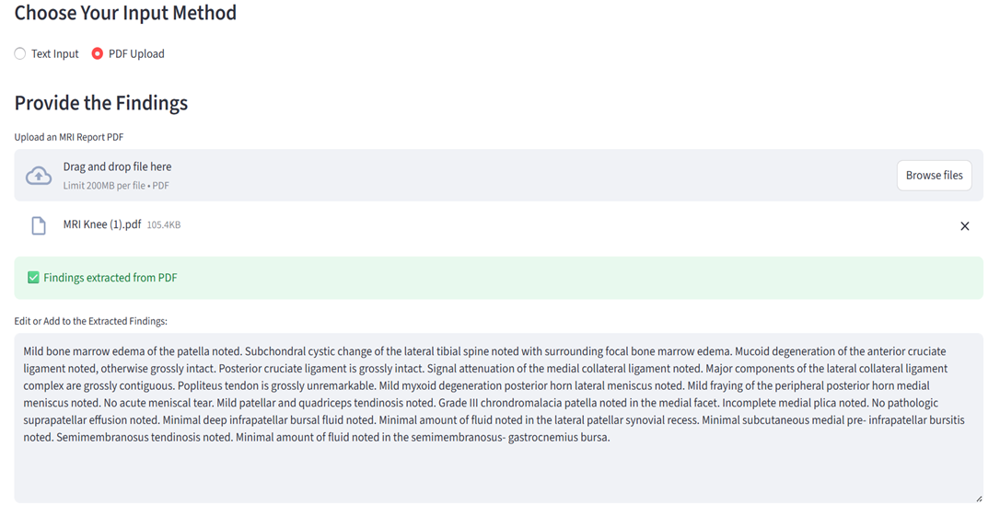 Choose Your Input Method
Text Input PDF Upload
Provide the Findings
Upload an MRI Report PDF
Drag and drop file here
Limit 200MB per file • PDF
Browse files
MRI Knee (1).pdf 105.4KB
Findings extracted from PDF
Edit or Add to the Extracted Findings:
Mild bone marrow edema of the patella noted. Subchondral cystic change of the lateral tibial spine noted with surrounding focal bone marrow edema. Mucoid degeneration of the anterior cruciate
ligament noted, otherwise grossly intact. Posterior cruciate ligament is grossly intact. Signal attenuation of the medial collateral ligament noted. Major components of the lateral collateral ligament
complex are grossly contiguous. Popliteus tendon is grossly unremarkable. Mild myxoid degeneration posterior horn lateral meniscus noted. Mild fraying of the peripheral posterior horn medial
meniscus noted. No acute meniscal tear. Mild patellar and quadriceps tendinosis noted. Grade III chrondromalacia patella noted in the medial facet. Incomplete medial plica noted. No pathologic
suprapatellar effusion noted. Minimal deep infrapatellar bursal fluid noted. Minimal amount of fluid noted in the lateral patellar synovial recess. Minimal subcutaneous medial pre- infrapatellar bursitis
noted. Semimembranosus tendinosis noted. Minimal amount of fluid noted in the semimembranosus- gastrocnemius bursa.